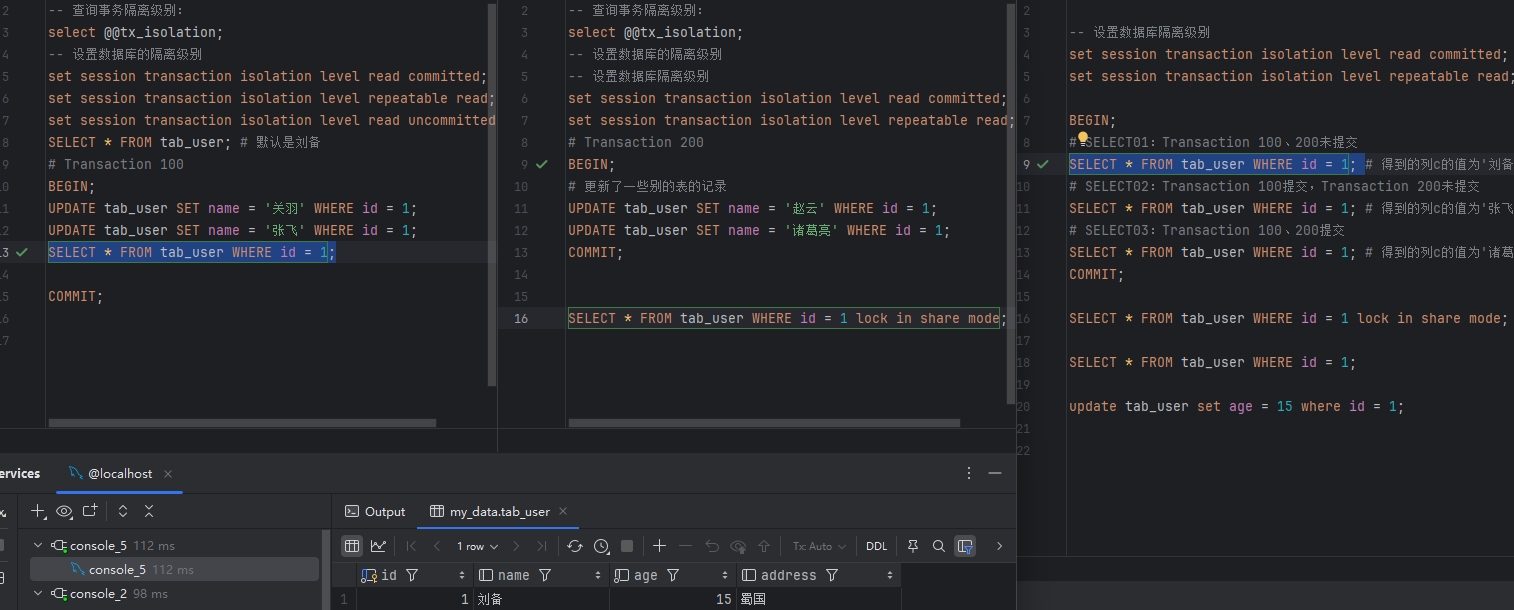 2 -- 查询事务隔离级别:
3 select @@tx_isolation;
4 -- 设置数据库的隔离级别
5 set session transaction isolation level read committed;
6 set session transaction isolation level repeatable read;
7 set session transaction isolation level read uncommitted
8 SELECT * FROM tab_user; # 默认是刘备
9 # Transaction 100
10 BEGIN;
11 UPDATE tab_user SET name = '关羽' WHERE id = 1;
12 UPDATE tab_user SET name = '张飞' WHERE id = 1;
13 SELECT * FROM tab_user WHERE id = 1;
14
15 COMMIT;
16
17
2 -- 查询事务隔离级别:
3 select @@tx_isolation;
4 -- 设置数据库的隔离级别
5 -- 设置数据库隔离级别
6 set session transaction isolation level read committed;
7 set session transaction isolation level repeatable read;
8 # Transaction 200
9 BEGIN;
10 # 更新了一些别的表的记录
11 UPDATE tab_user SET name = '赵云' WHERE id = 1;
12 UPDATE tab_user SET name = '诸葛亮' WHERE id = 1;
13 COMMIT;
14
15
16 SELECT * FROM tab_user WHERE id = 1 lock in share mode;
2
3 -- 设置数据库隔离级别
4 set session transaction isolation level read committed;
5 set session transaction isolation level repeatable read;
6
7 BEGIN;
8 # SELECT01：Transaction 100、200未提交
9 SELECT * FROM tab_user WHERE id = 1; # 得到的列c的值为'刘备
10 # SELECT02：Transaction 100提交，Transaction 200未提交
11 SELECT * FROM tab_user WHERE id = 1; # 得到的列c的值为'张飞
12 # SELECT03：Transaction 100、200提交
13 SELECT * FROM tab_user WHERE id = 1; # 得到的列c的值为'诸葛
14 COMMIT;
15
16 SELECT * FROM tab_user WHERE id = 1 lock in share mode;
17
18 SELECT * FROM tab_user WHERE id = 1;
19
20 update tab_user set age = 15 where id = 1;
21
22
ervices @localhost
Output my_data.tab_user
1 row Tx: Auto DDL
console_5 112 ms
console_5 112 ms
console_2 98 ms
id name age address
1 1 刘备 15 蜀国